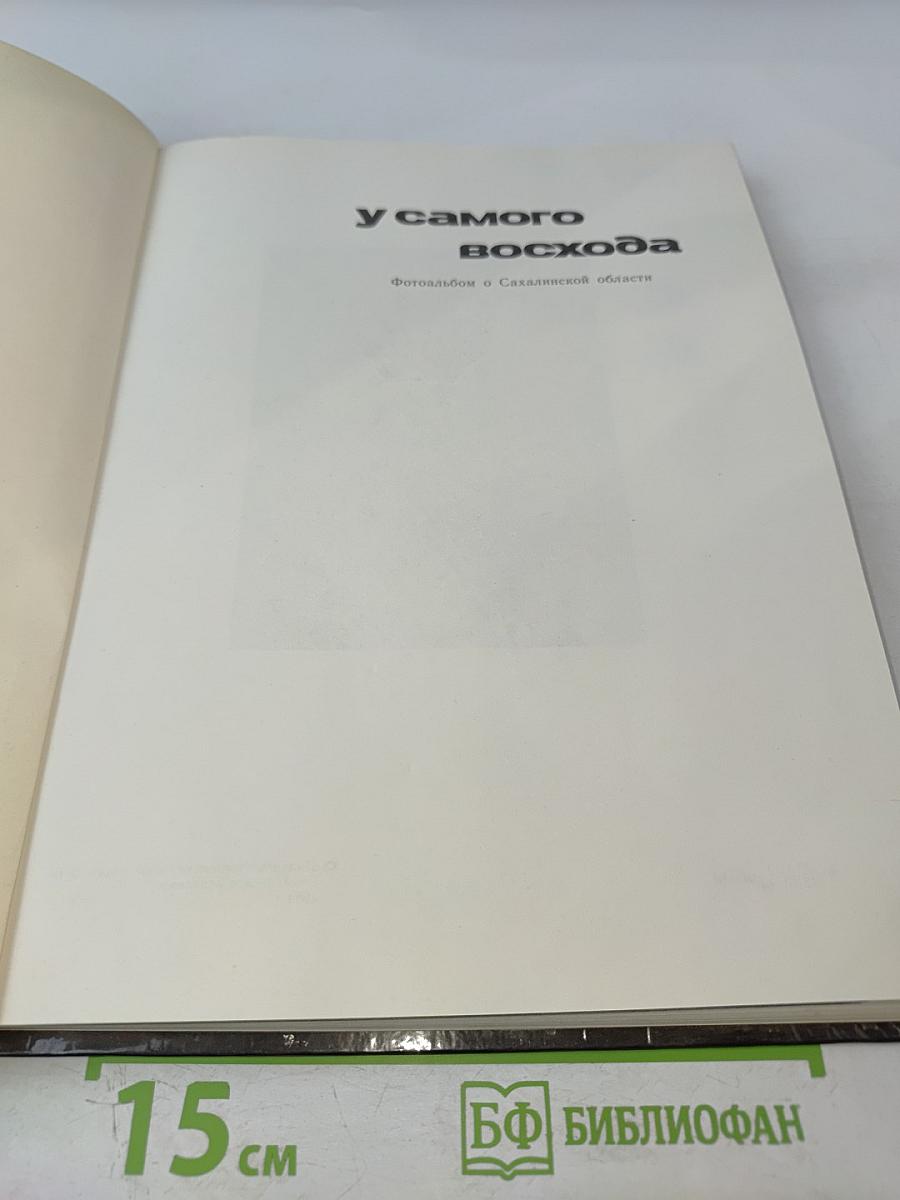 у самого
восхода
Фотоальбом о Сахалинской области
15 см
БФ БИБЛИОФАН